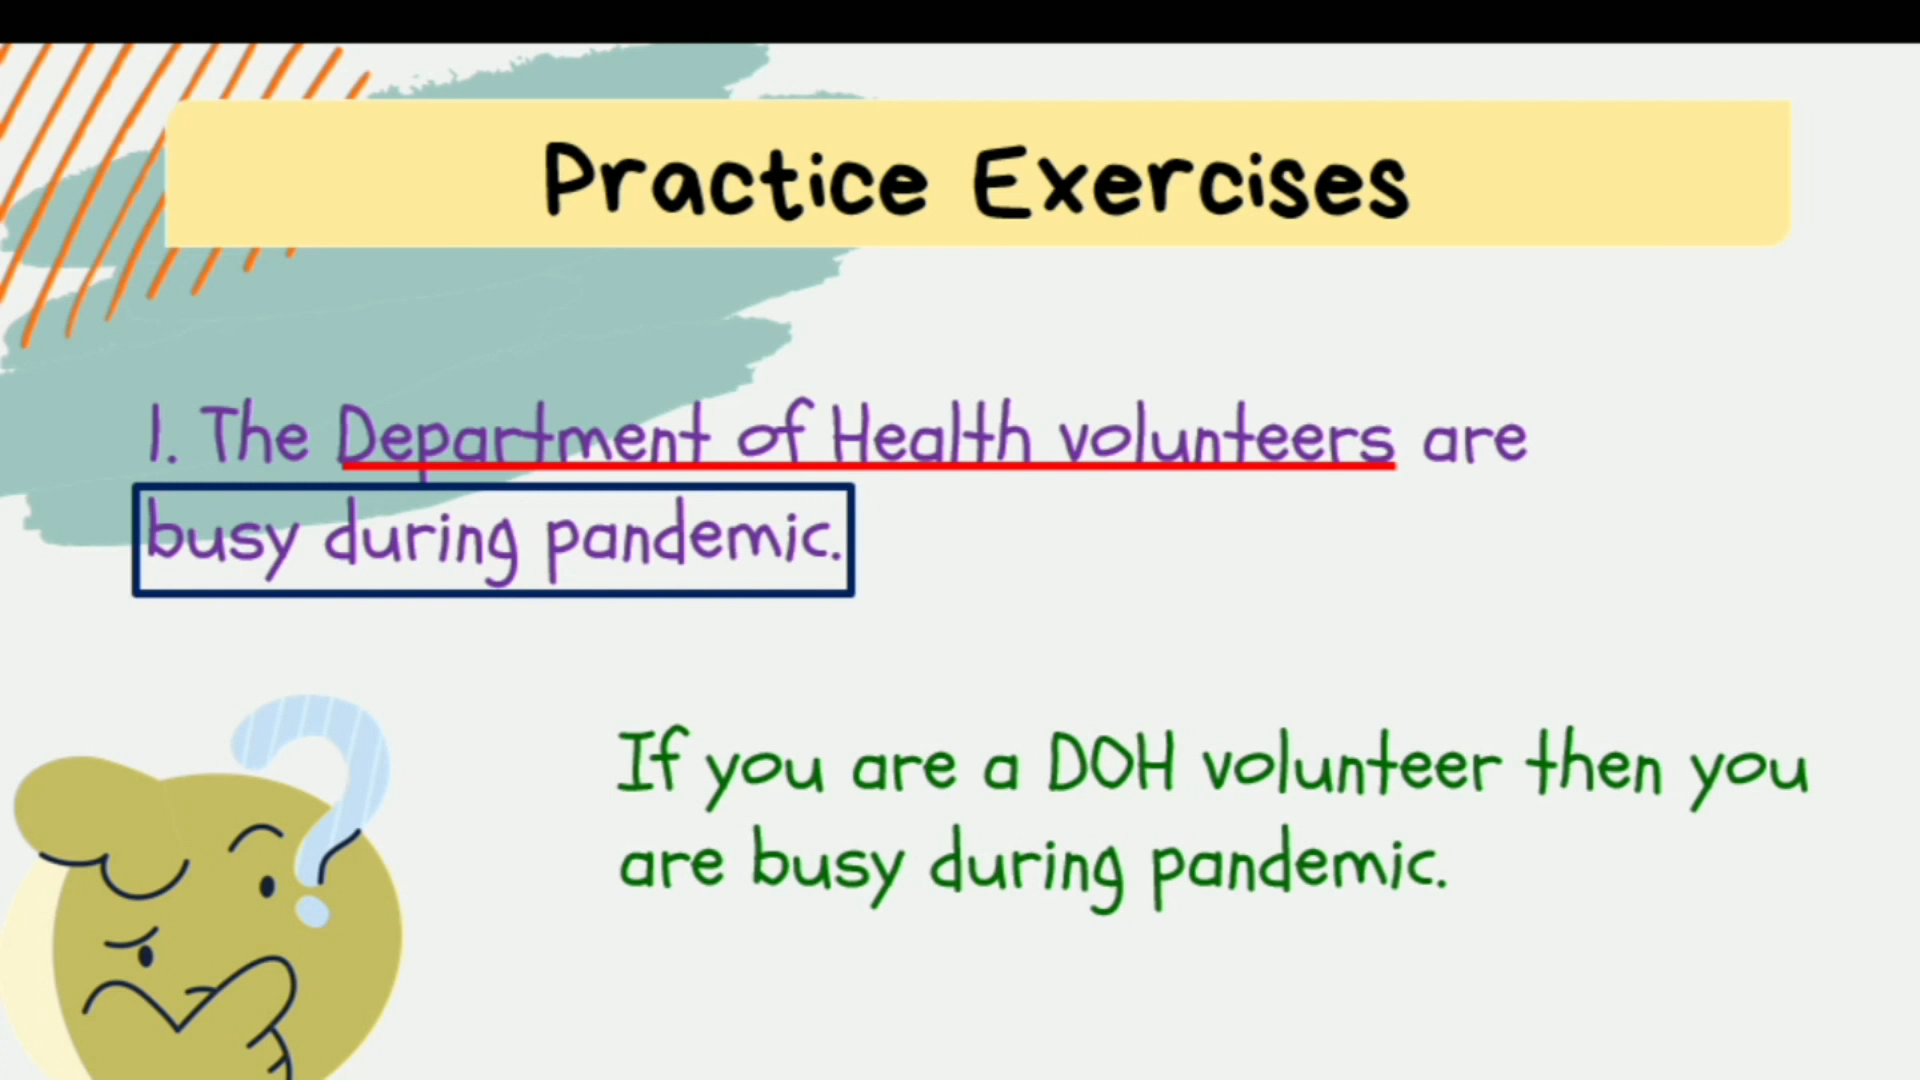 Practice Exercises
1. The Department of Health volunteers are
busy during pandemic.
If you are a DOH volunteer then you
are busy during pandemic.